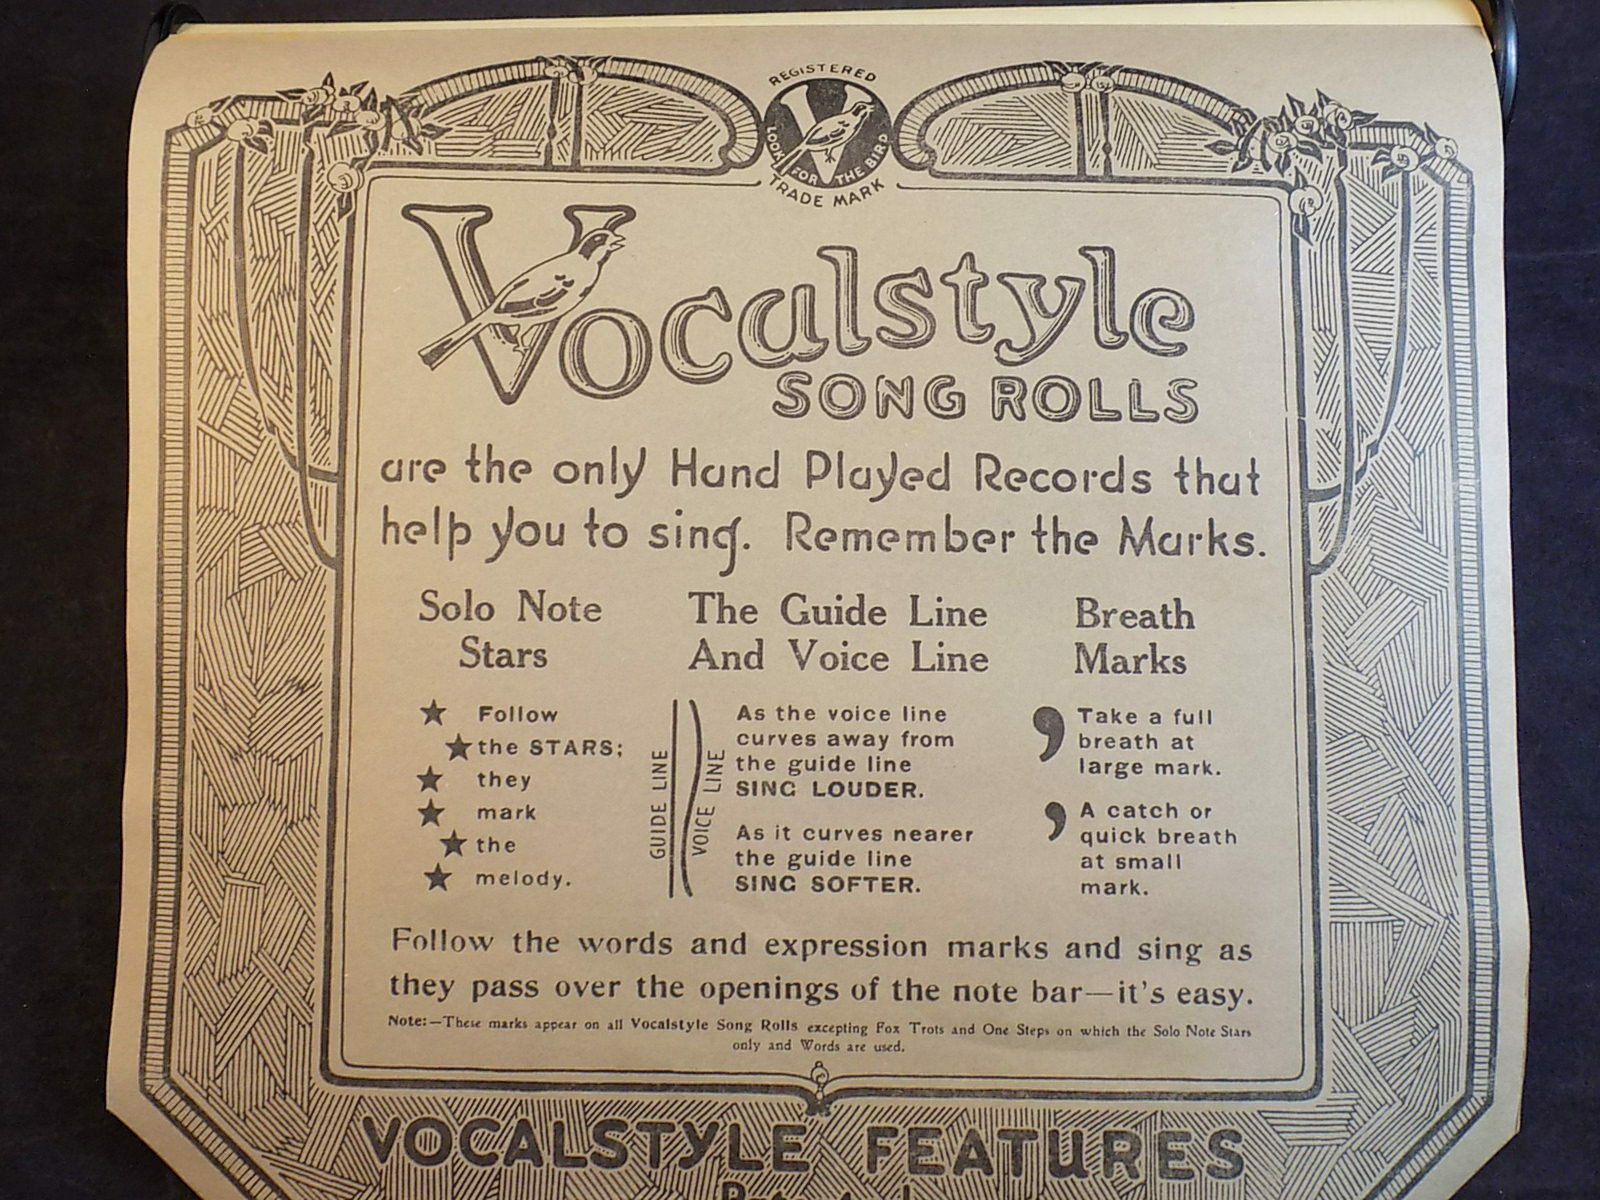 REGISTERED
LOOK FOR THE BIRD
TRADE MARK
Vocalstyle
SONG ROLLS
are the only Hand Played Records that
help you to sing. Remember the Marks.
Solo Note
Stars
★ Follow
★ the STARS;
★ they
★ mark
★ the
★ melody.
The Guide Line
And Voice Line
GUIDE LINE
VOICE LINE
As the voice line
curves away from
the guide line
SING LOUDER.
As it curves nearer
the guide line
SING SOFTER.
Breath
Marks
, Take a full
breath at
large mark.
, A catch or
quick breath
at small
mark.
Follow the words and expression marks and sing as
they pass over the openings of the note bar—it's easy.
Note:—These marks appear on all Vocalstyle Song Rolls excepting Fox Trots and One Steps on which the Solo Note Stars
only and Words are used.
VOCALSTYLE FEATURES